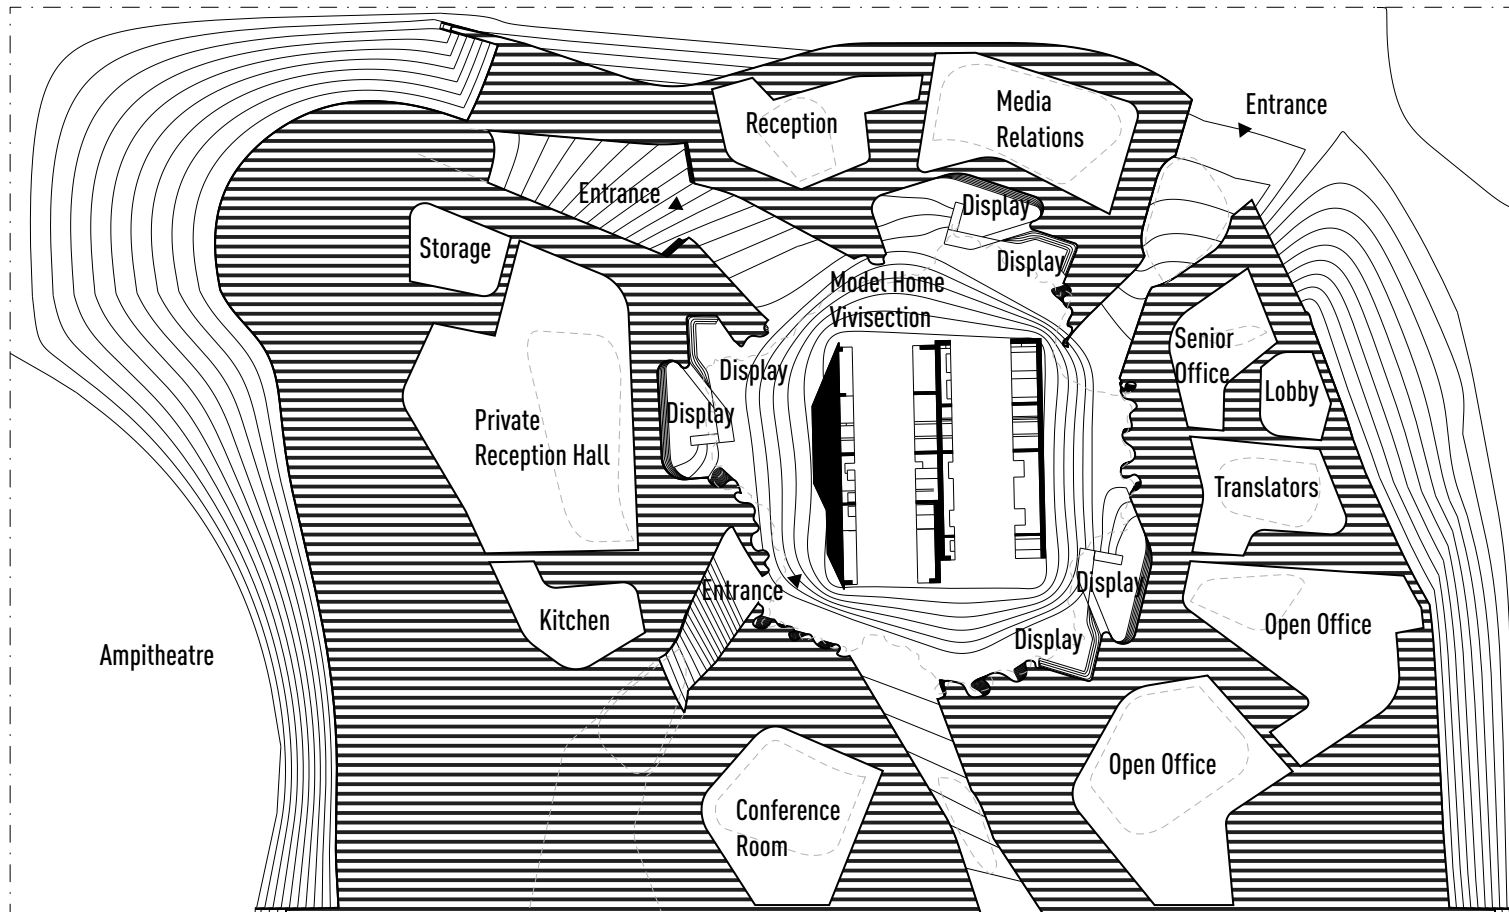 Entrance
Media
Relations
Reception
Entrance
Display
Storage
Display
Model Home
Vivisection
Senior
Office
Display
Lobby
Display
Private
Reception Hall
Translators
Entrance
Display
Kitchen
Open Office
Display
Ampitheatre
Open Office
Conference
Room